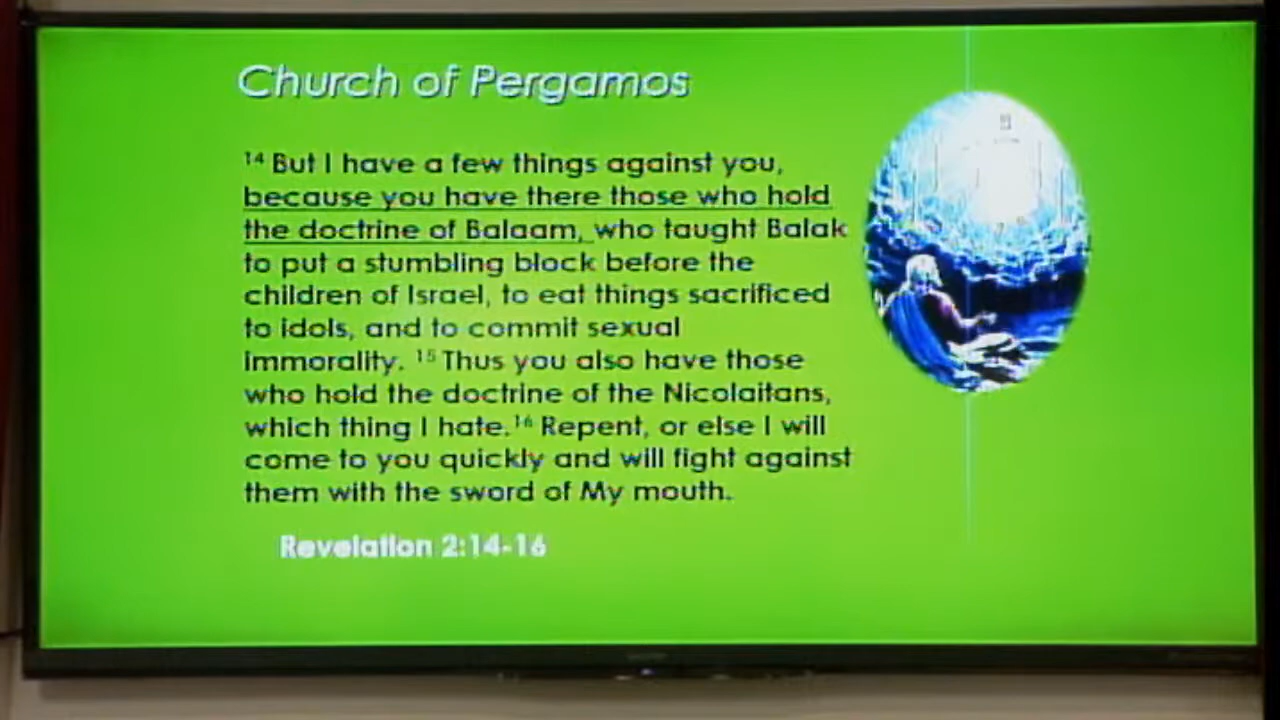 Church of Pergamos
14 But I have a few things against you,
because you have there those who hold
the doctrine of Balaam, who taught Balak
to put a stumbling block before the
children of Israel, to eat things sacrificed
to idols, and to commit sexual
immorality. 15 Thus you also have those
who hold the doctrine of the Nicolaitans,
which thing I hate. 16 Repent, or else I will
come to you quickly and will fight against
them with the sword of My mouth.
Revelation 2:14-16